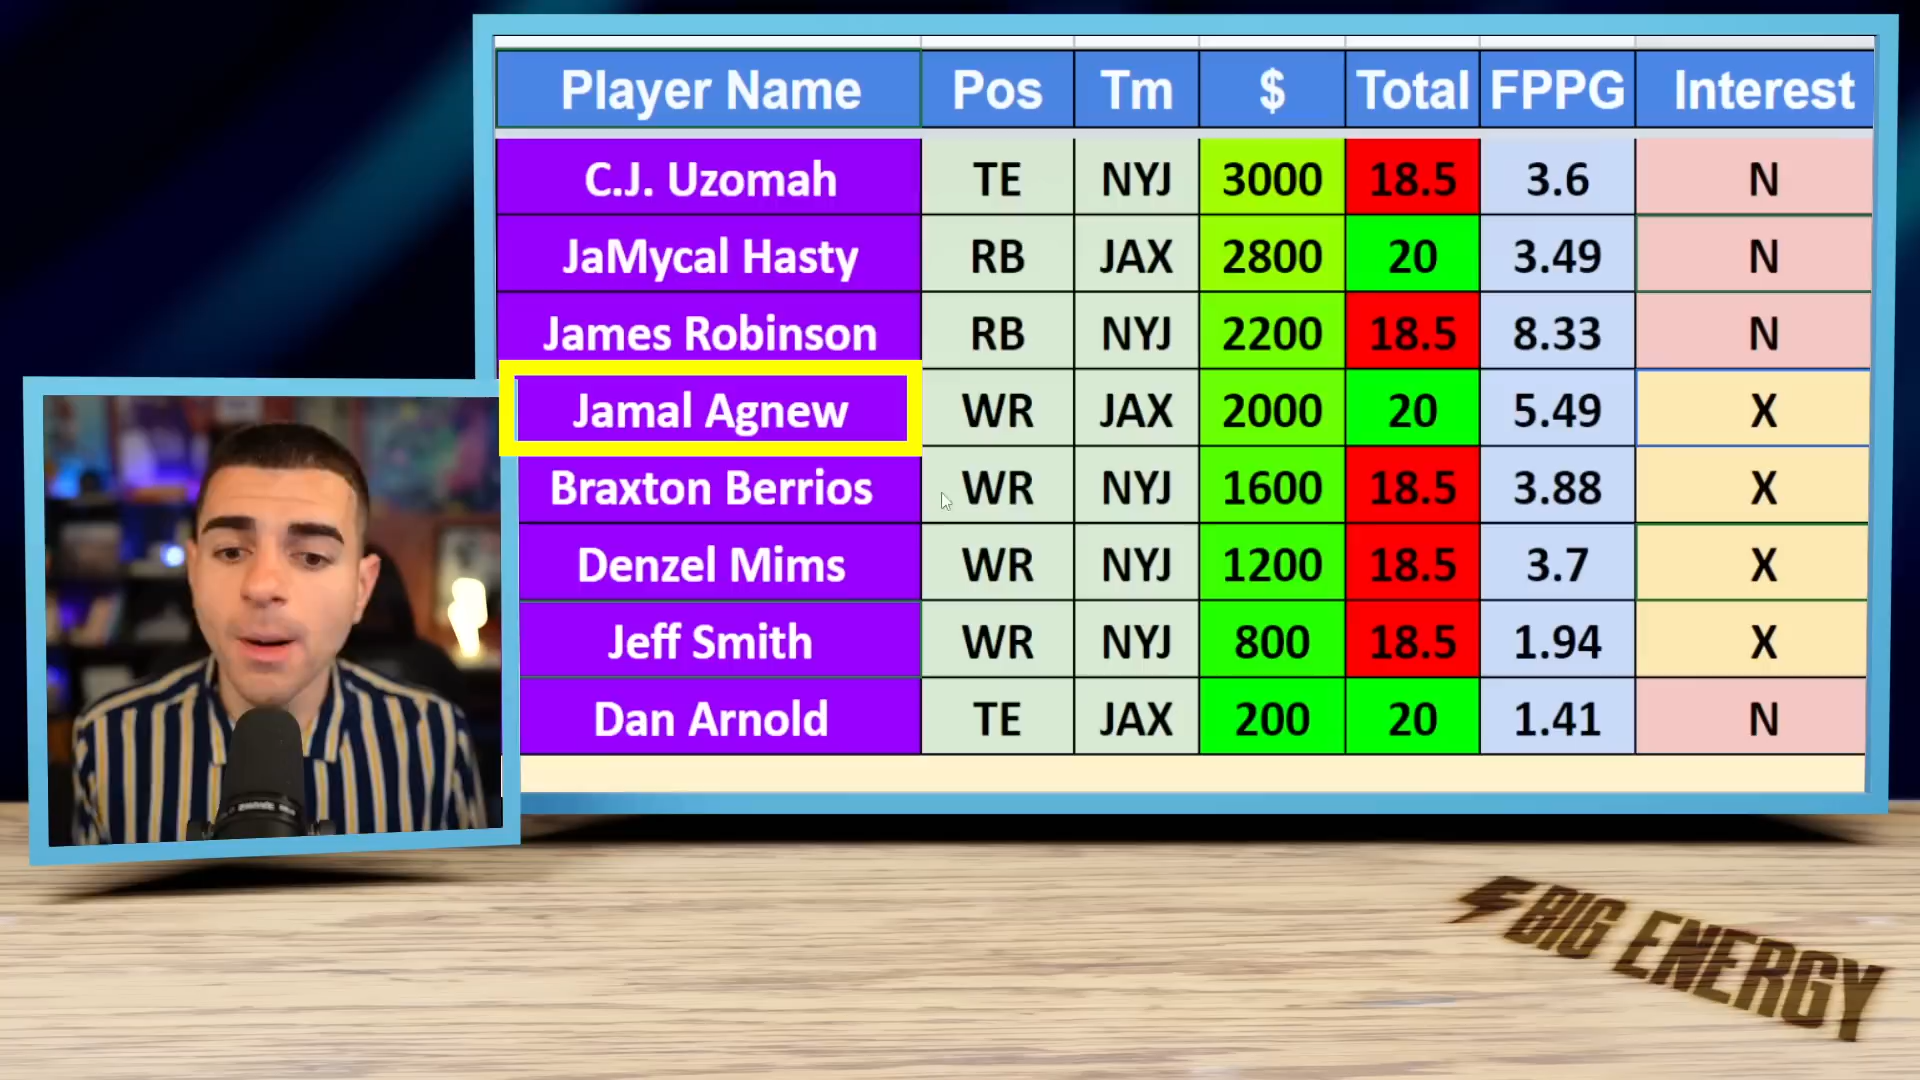 Player Name Pos Tm $ Total FPPG Interest
C.J. Uzomah TE NYJ 3000 18.5 3.6 N
JaMycal Hasty RB JAX 2800 20 3.49 N
James Robinson RB NYJ 2200 18.5 8.33 N
Jamal Agnew WR JAX 2000 20 5.49 X
Braxton Berrios WR NYJ 1600 18.5 3.88 X
Denzel Mims WR NYJ 1200 18.5 3.7 X
Jeff Smith WR NYJ 800 18.5 1.94 X
Dan Arnold TE JAX 200 20 1.41 N
BIG ENERGY